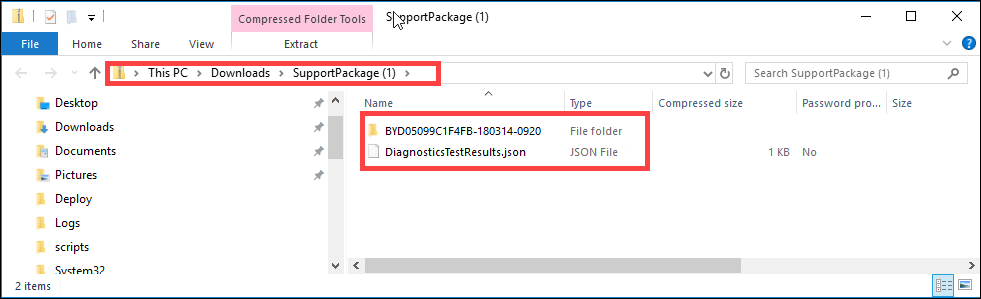 Compressed Folder Tools SupportPackage (1)
File Home Share View Extract
This PC Downloads SupportPackage (1) Search SupportPackage (1)
Desktop
Downloads
Documents
Pictures
Deploy
Logs
scripts
System32
Name Type Compressed size Password pro... Size
BYD05099C1F4FB-180314-0920 File folder
DiagnosticsTestResults.json JSON File 1 KB No
2 items